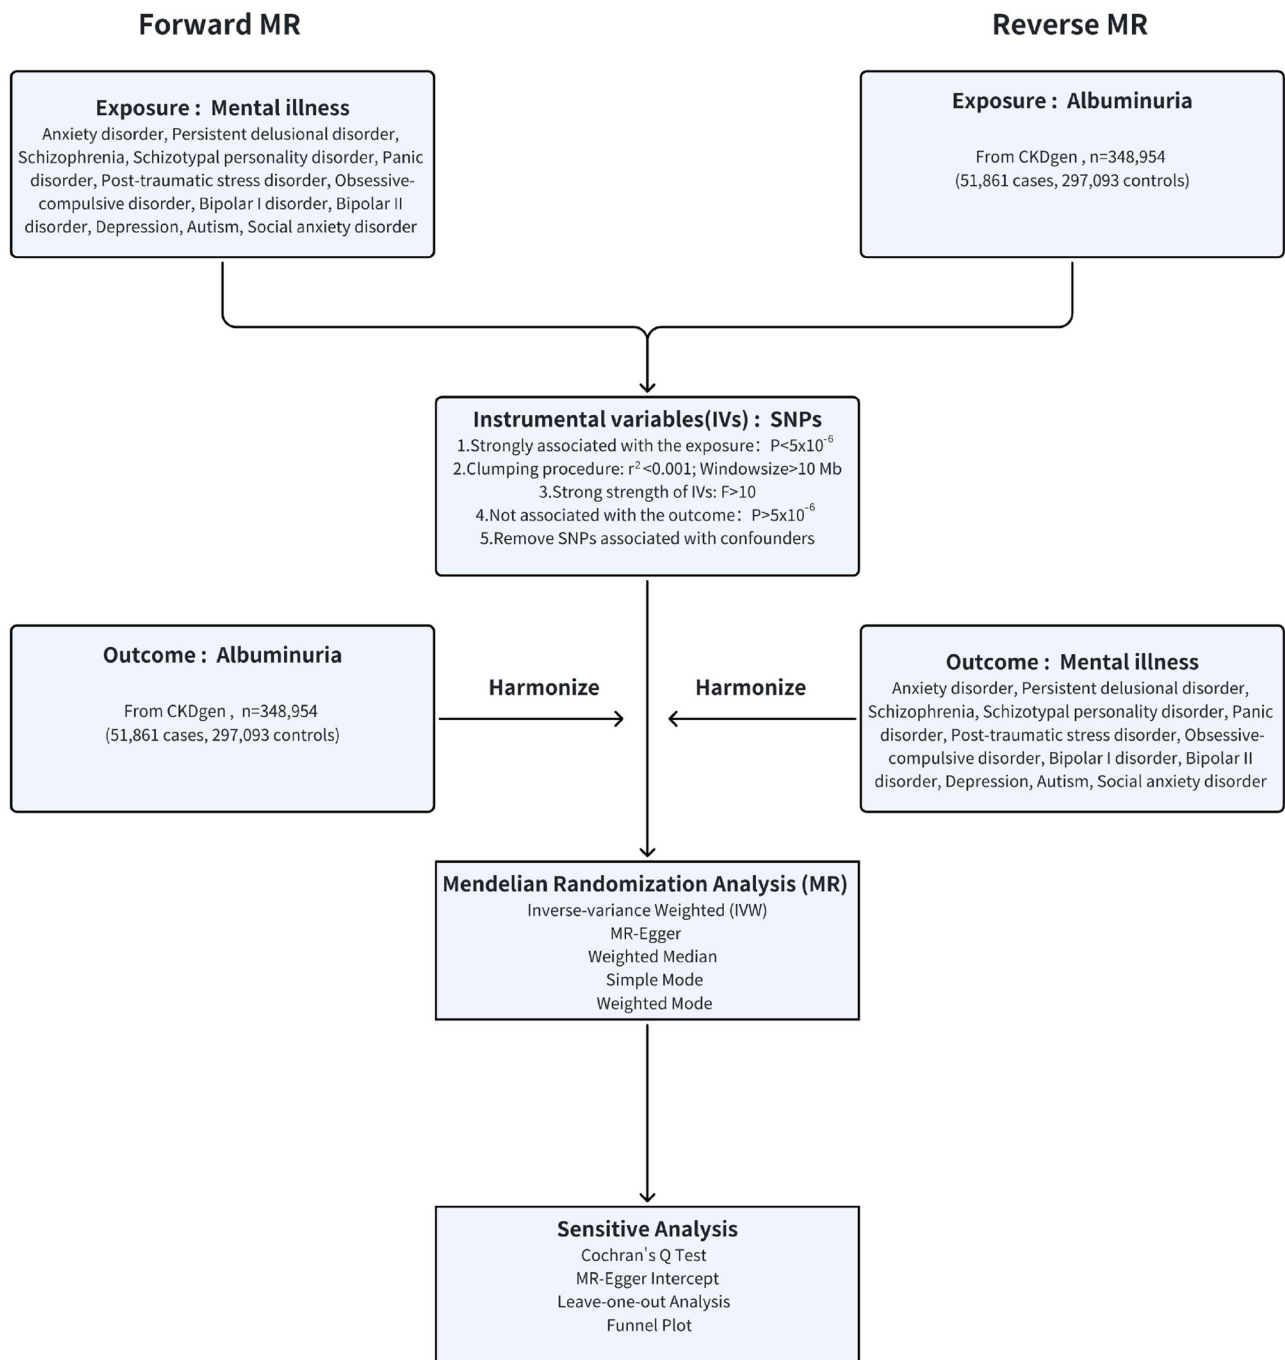 Forward MR
Reverse MR
Exposure : Mental illness
Anxiety disorder, Persistent delusional disorder,
Schizophrenia, Schizotypal personality disorder, Panic
disorder, Post-traumatic stress disorder, Obsessive-
compulsive disorder, Bipolar I disorder, Bipolar II
disorder, Depression, Autism, Social anxiety disorder
Exposure : Albuminuria
From CKDgen , n=348,954
(51,861 cases, 297,093 controls)
Instrumental variables(IVs) : SNPs
1.Strongly associated with the exposure: P<5x10⁻⁶
2.Clumping procedure: r²<0.001; Windowsize>10 Mb
3.Strong strength of IVs: F>10
4.Not associated with the outcome: P>5x10⁻⁶
5.Remove SNPs associated with confounders
Outcome : Albuminuria
From CKDgen , n=348,954
(51,861 cases, 297,093 controls)
Harmonize
Harmonize
Outcome : Mental illness
Anxiety disorder, Persistent delusional disorder,
Schizophrenia, Schizotypal personality disorder, Panic
disorder, Post-traumatic stress disorder, Obsessive-
compulsive disorder, Bipolar I disorder, Bipolar II
disorder, Depression, Autism, Social anxiety disorder
Mendelian Randomization Analysis (MR)
Inverse-variance Weighted (IVW)
MR-Egger
Weighted Median
Simple Mode
Weighted Mode
Sensitive Analysis
Cochran's Q Test
MR-Egger Intercept
Leave-one-out Analysis
Funnel Plot